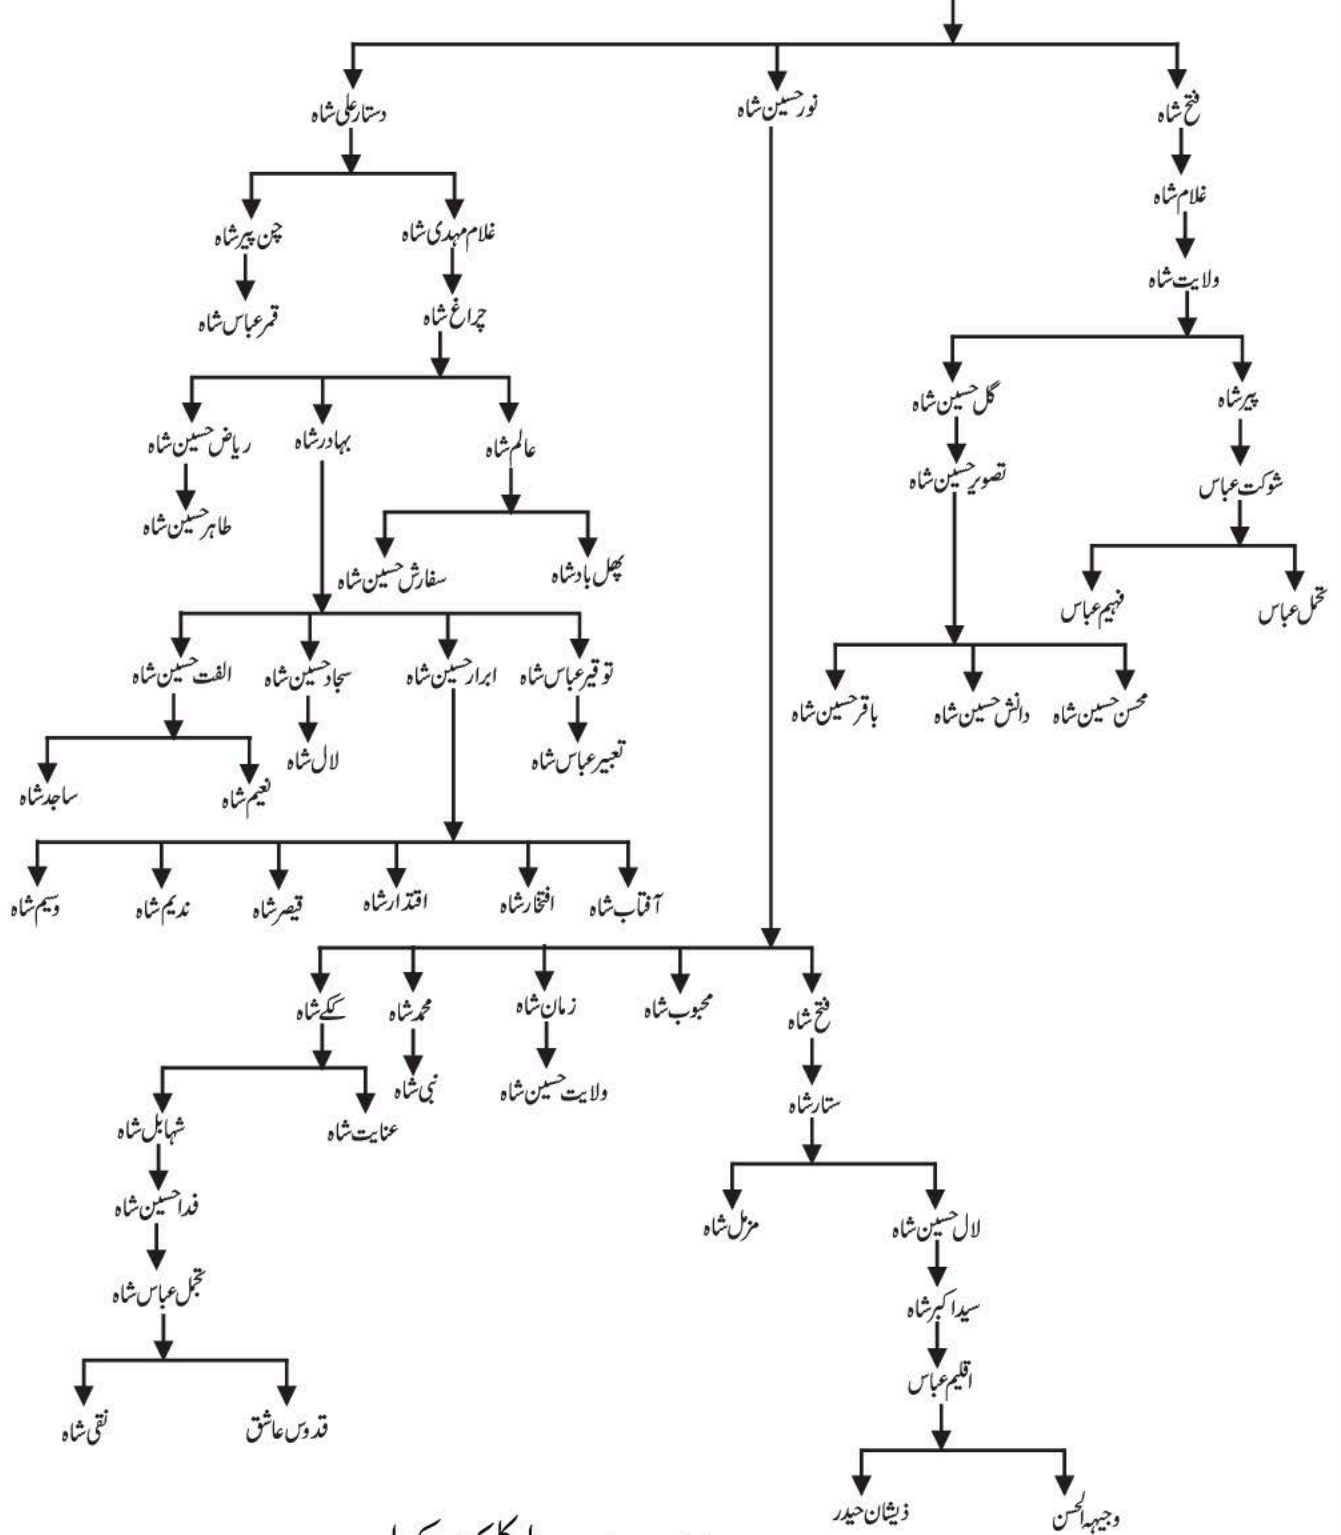 فتح شاہ
نور حسین شاہ
دستار علی شاہ
غلام شاہ
غلام مہدی شاہ
چن پیر شاہ
ولایت شاہ
چراغ شاہ
قمر عباس شاہ
پیر شاہ
گل حسین شاہ
عالم شاہ
بہادر شاہ
ریاض حسین شاہ
شوکت عباس
تصویر حسین شاہ
طاہر حسین شاہ
پھل بادشاہ
سفارش حسین شاہ
تحمل عباس
فہیم عباس
توقیر عباس شاہ
ابرار حسین شاہ
سجاد حسین شاہ
الفت حسین شاہ
محسن حسین شاہ
دانش حسین شاہ
باقر حسین شاہ
تعبیر عباس شاہ
لال شاہ
نعیم شاہ
ساجد شاہ
آفتاب شاہ
افتخار شاہ
اقتدار شاہ
قیصر شاہ
ندیم شاہ
وسیم شاہ
فتح شاہ
محبوب شاہ
زمان شاہ
محمد شاہ
ککے شاہ
ستار شاہ
ولایت حسین شاہ
نبی شاہ
عنایت شاہ
شہابل شاہ
لال حسین شاہ
مزمل شاہ
فدا حسین شاہ
سید اکبر شاہ
تجمل عباس شاہ
اقلیم عباس
قدوس عاشق
نقی شاہ
وجیہہ الحسن
ذیشان حیدر